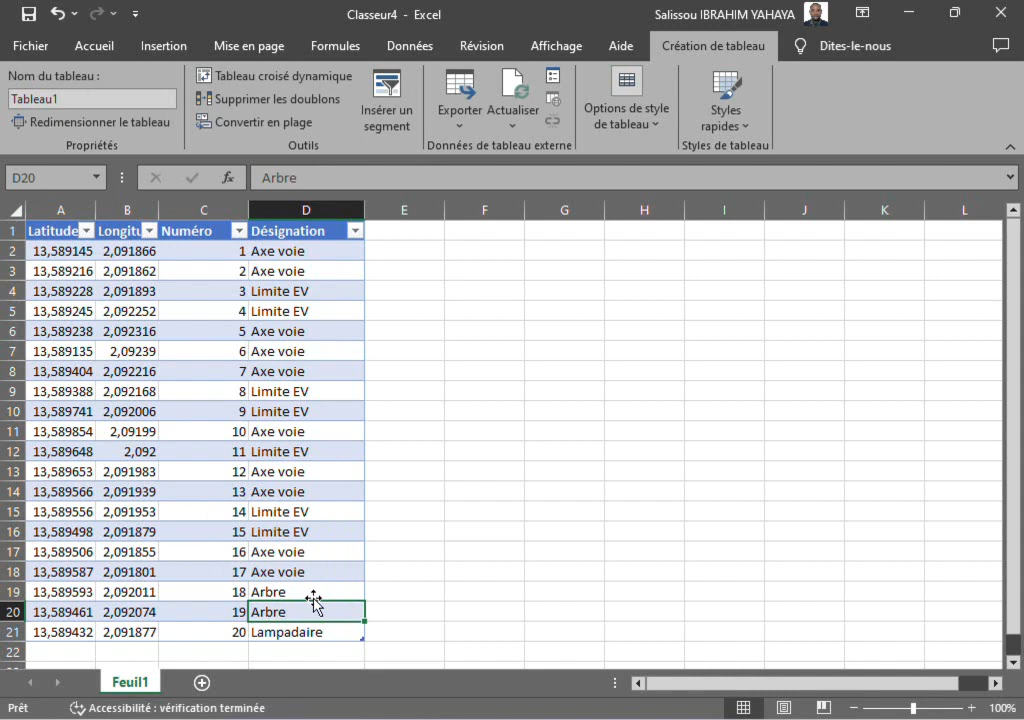 Classeur4 - Excel
Salissou IBRAHIM YAHAYA
Fichier Accueil Insertion Mise en page Formules Données Révision Affichage Aide Création de tableau Dites-le-nous
Nom du tableau :
Tableau1
Redimensionner le tableau
Propriétés
Tableau croisé dynamique
Supprimer les doublons
Convertir en plage
Insérer un segment
Outils
Exporter Actualiser
Données de tableau externe
Options de style de tableau
Styles rapides
Styles de tableau
D20 fx Arbre
A B C D E F G H I J K L
1 Latitude Longitu Numéro Désignation
2 13,589145 2,091866 1 Axe voie
3 13,589216 2,091862 2 Axe voie
4 13,589228 2,091893 3 Limite EV
5 13,589245 2,092252 4 Limite EV
6 13,589238 2,092316 5 Axe voie
7 13,589135 2,09239 6 Axe voie
8 13,589404 2,092216 7 Axe voie
9 13,589388 2,092168 8 Limite EV
10 13,589741 2,092006 9 Limite EV
11 13,589854 2,09199 10 Axe voie
12 13,589648 2,092 11 Limite EV
13 13,589653 2,091983 12 Axe voie
14 13,589566 2,091939 13 Axe voie
15 13,589556 2,091953 14 Limite EV
16 13,589498 2,091879 15 Limite EV
17 13,589506 2,091855 16 Axe voie
18 13,589587 2,091801 17 Axe voie
19 13,589593 2,092011 18 Arbre
20 13,589461 2,092074 19 Arbre
21 13,589432 2,091877 20 Lampadaire
22
Feuil1
Prêt Accessibilité : vérification terminée 100%